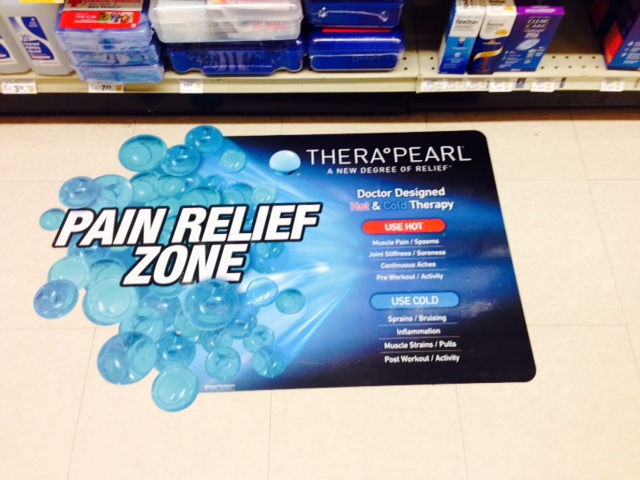 THERA°PEARL
A NEW DEGREE OF RELIEF
Doctor Designed
Hot & Cold Therapy
PAIN RELIEF
ZONE
USE HOT
Muscle Pain / Spasms
Joint Stiffness / Soreness
Continuous Aches
Pre Workout / Activity
USE COLD
Sprains / Bruising
Inflammation
Muscle Strains / Pulls
Post Workout / Activity
CLEAR CARE